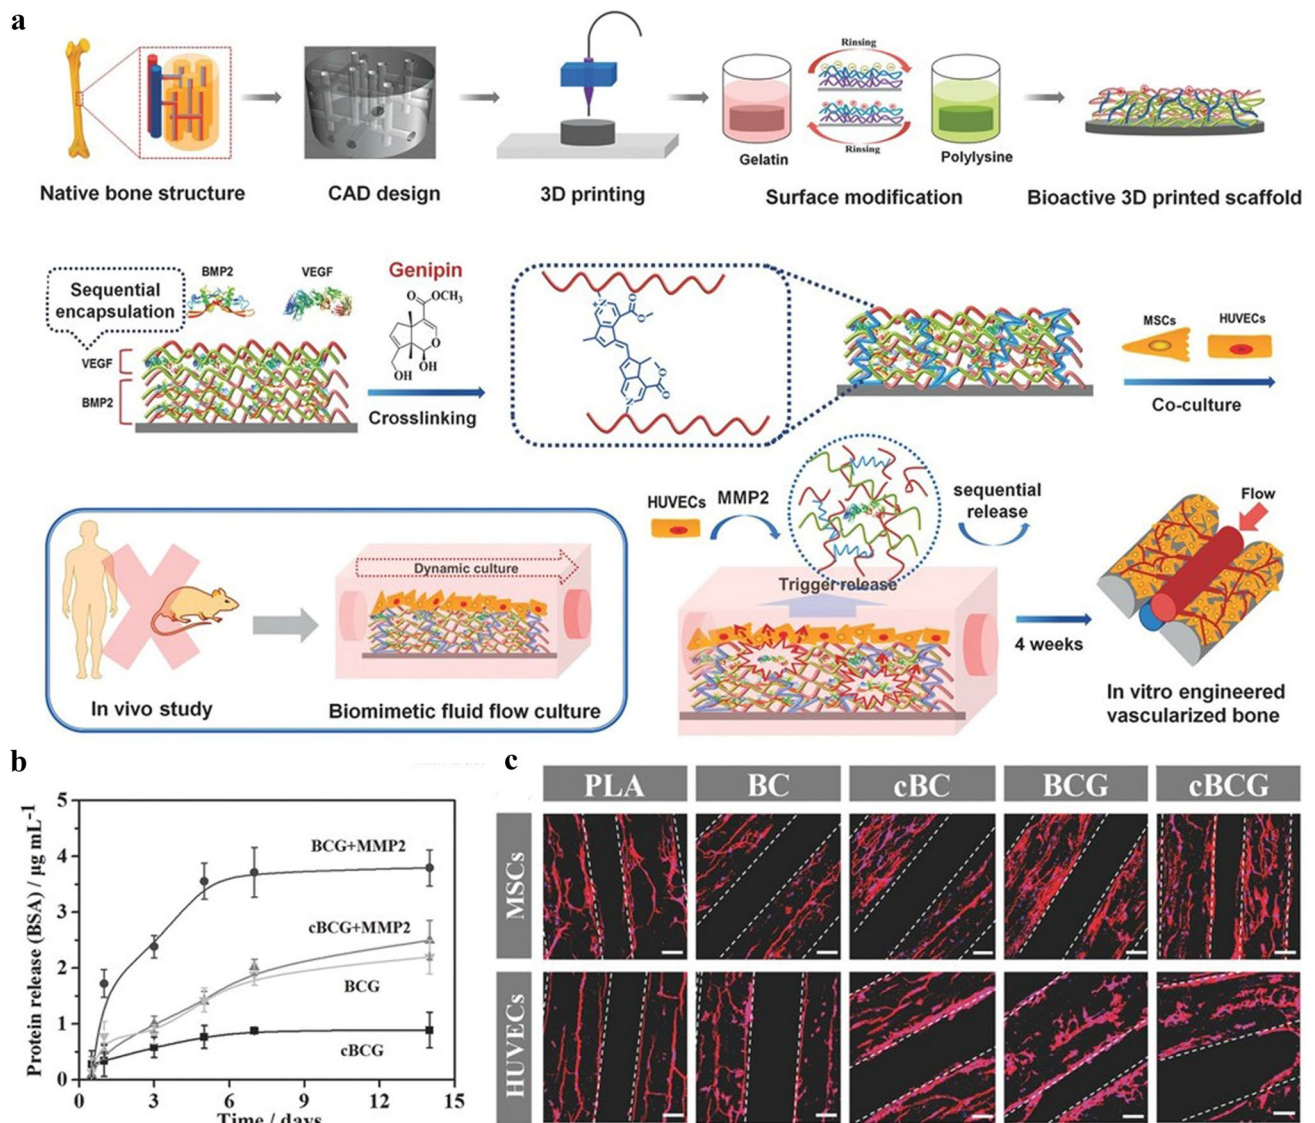 a
Rinsing
Rinsing
Gelatin
Polylysine
Native bone structure
CAD design
3D printing
Surface modification
Bioactive 3D printed scaffold
Sequential
encapsulation
BMP2
VEGF
VEGF
BMP2
Genipin
O
OCH3
O
OH
OH
Crosslinking
MSCs
HUVECs
Co-culture
In vivo study
Dynamic culture
Biomimetic fluid flow culture
HUVECs
MMP2
sequential
release
Trigger release
4 weeks
Flow
In vitro engineered
vascularized bone
b
Protein release (BSA) / µg mL-1
5
4
3
2
1
0
BCG+MMP2
cBCG+MMP2
BCG
cBCG
0
3
6
9
12
15
Time / days
c
PLA
BC
cBC
BCG
cBCG
MSCs
HUVECs